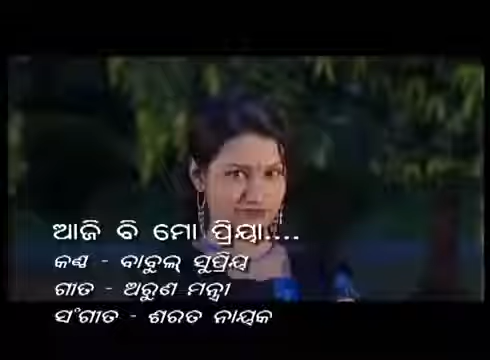 ଆଜି ବି ମୋ ପ୍ରିୟା....
କଣ୍ଠ - ବାବୁଲ୍ ସୁପ୍ରିୟ
ଗୀତ - ଅରୁଣ ମନ୍ତ୍ରୀ
ସଂଗୀତ - ଶରତ ନାୟକ